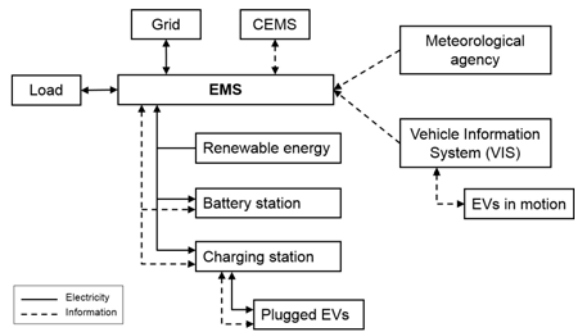 Grid
CEMS
Meteorological
agency
Load
EMS
Vehicle Information
System (VIS)
Renewable energy
Battery station
EVs in motion
Charging station
Plugged EVs
Electricity
Information